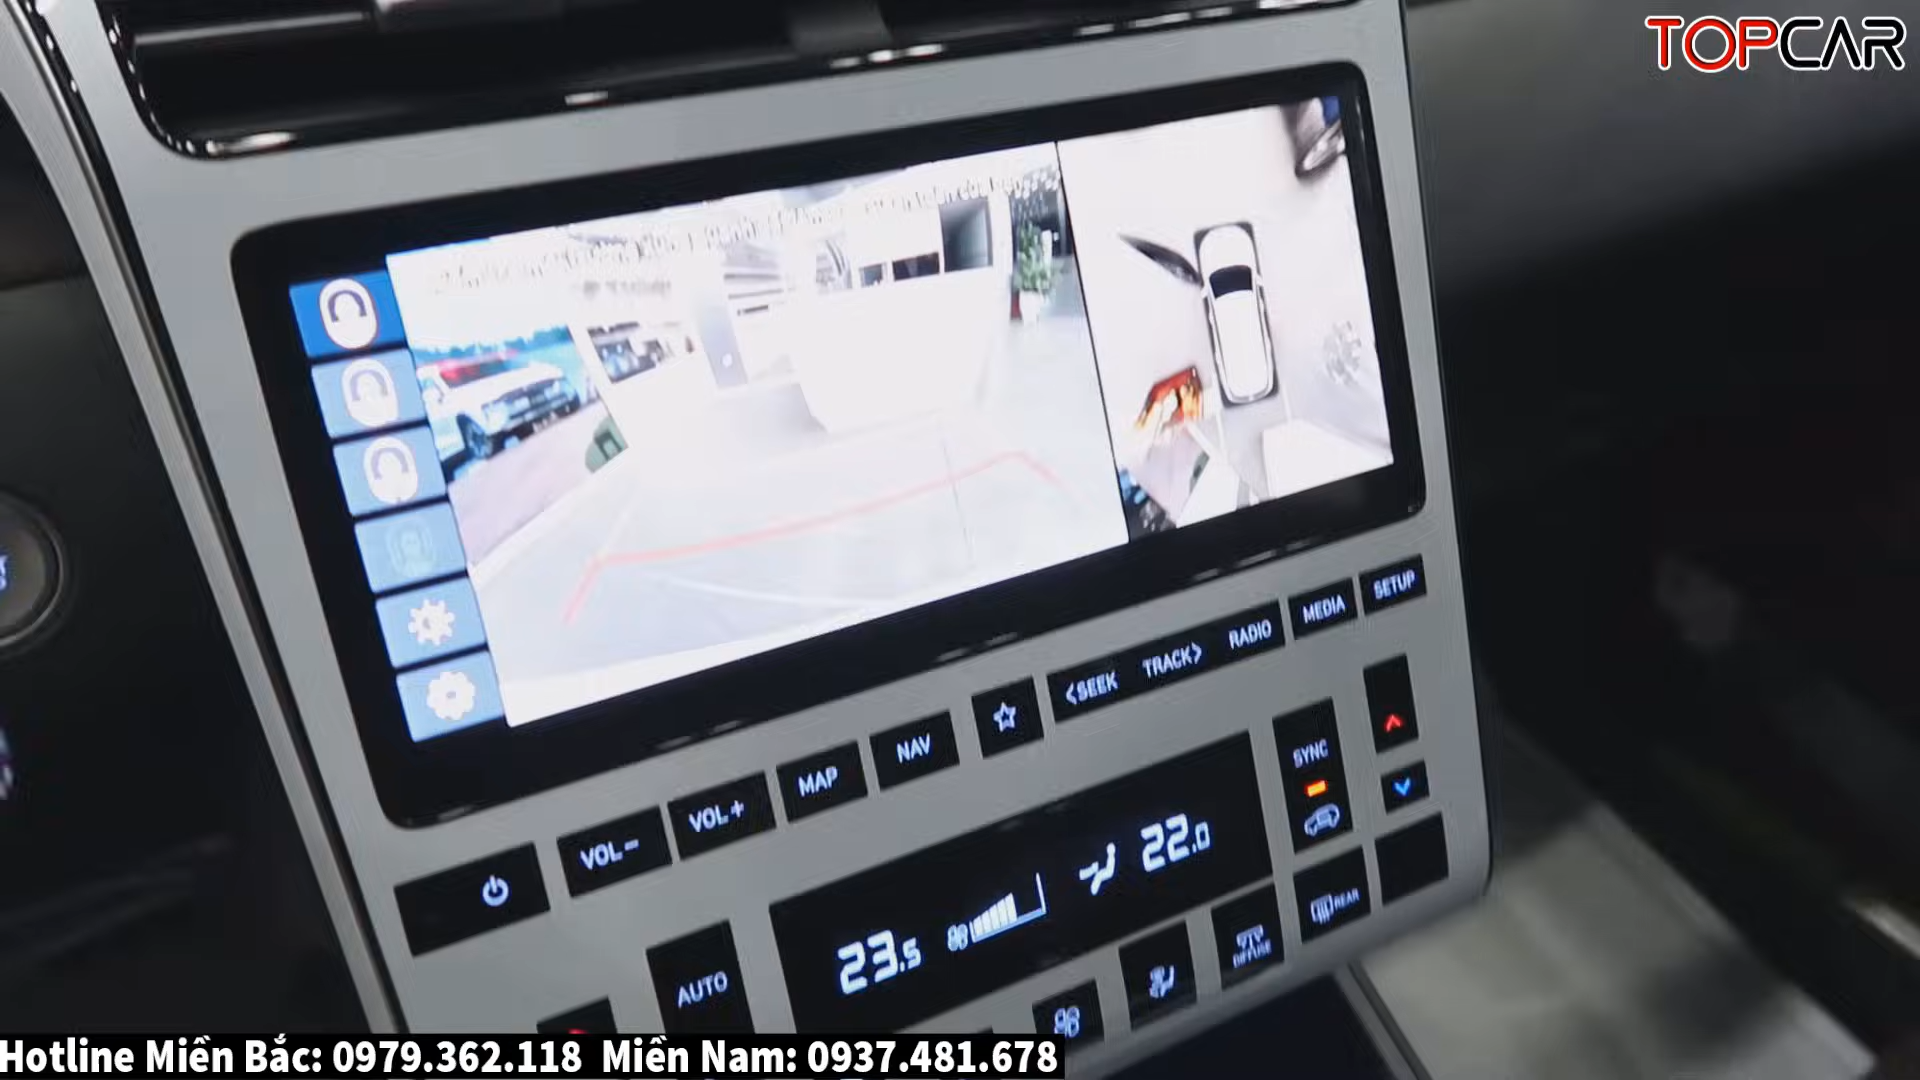 TOPCAR
SETUP
MEDIA
RADIO
TRACK>
<SEEK
NAV
MAP
VOL+
VOL-
SYNC
22.0
23.5
REAR
DIFFUSE
AUTO
Hotline Miền Bắc: 0979.362.118 Miền Nam: 0937.481.678